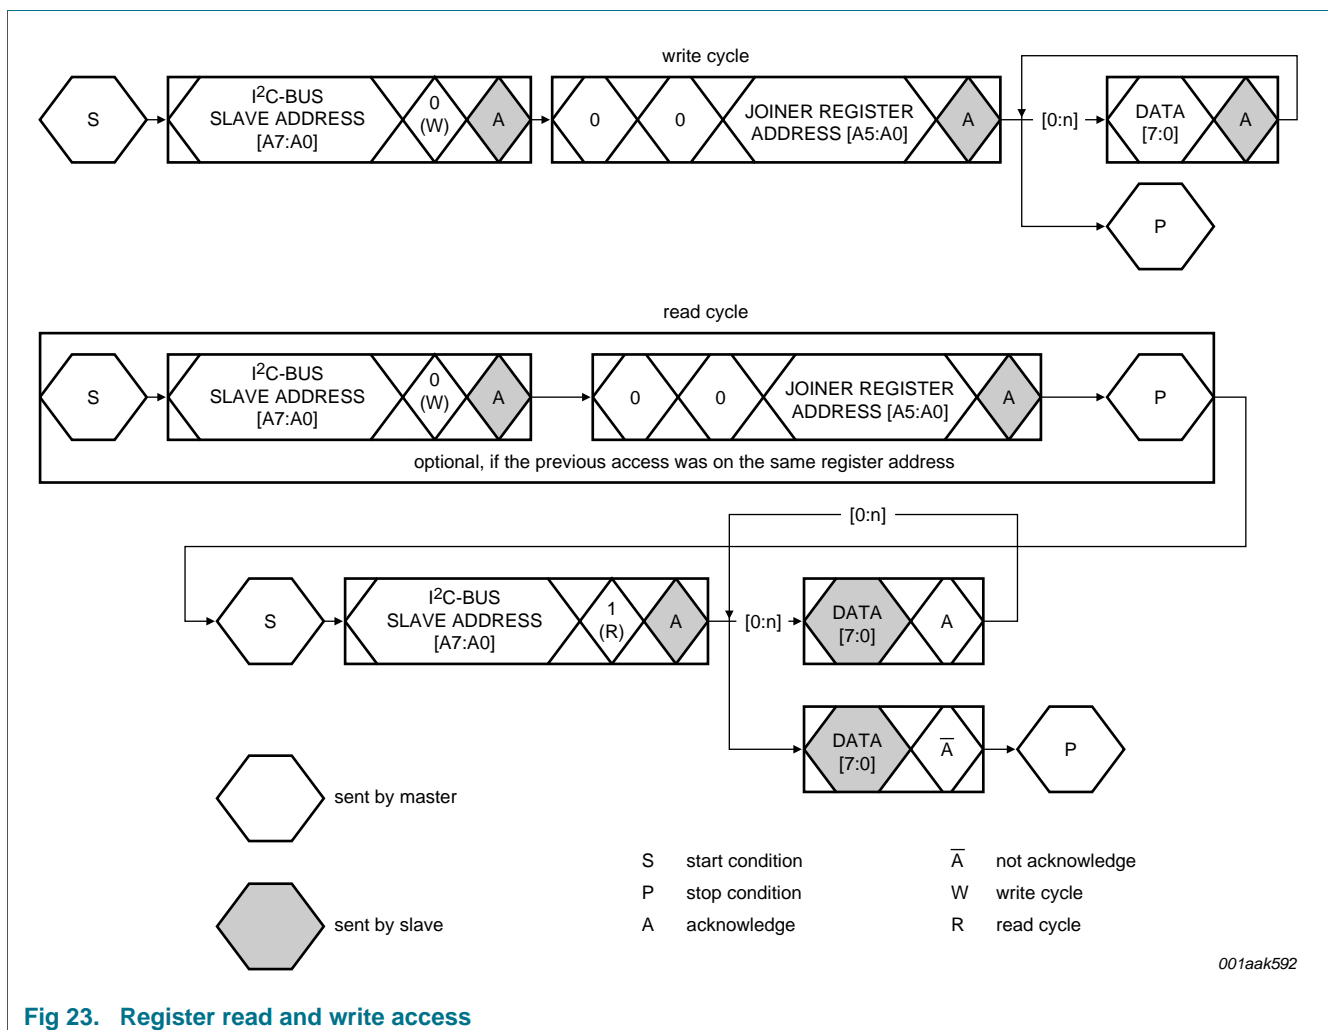 write cycle
S
I2C-BUS
SLAVE ADDRESS
[A7:A0]
0
(W)
A
0
0
JOINER REGISTER
ADDRESS [A5:A0]
A
[0:n]
DATA
[7:0]
A
P
read cycle
S
I2C-BUS
SLAVE ADDRESS
[A7:A0]
0
(W)
A
0
0
JOINER REGISTER
ADDRESS [A5:A0]
A
P
optional, if the previous access was on the same register address
[0:n]
S
I2C-BUS
SLAVE ADDRESS
[A7:A0]
1
(R)
A
[0:n]
DATA
[7:0]
A
DATA
[7:0]
A̅
P
sent by master
sent by slave
S start condition
P stop condition
A acknowledge
A̅ not acknowledge
W write cycle
R read cycle
001aak592
Fig 23. Register read and write access